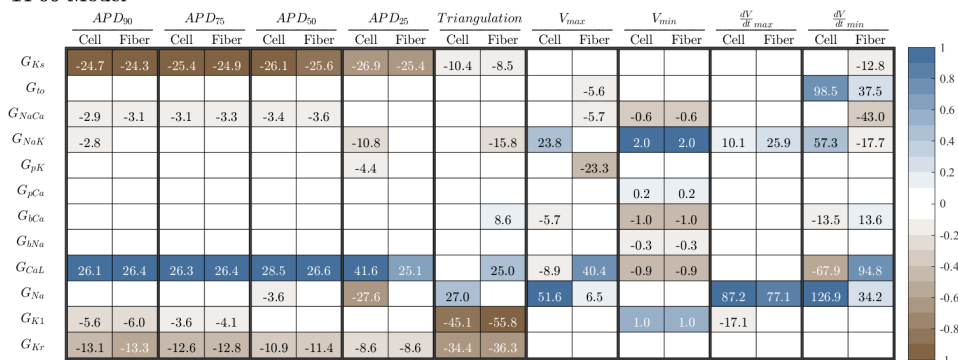 APD90 APD75 APD50 APD25 Triangulation Vmax Vmin dV/dt max dV/dt min
Cell Fiber Cell Fiber Cell Fiber Cell Fiber Cell Fiber Cell Fiber Cell Fiber Cell Fiber Cell Fiber
GKs -24.7 -24.3 -25.4 -24.9 -26.1 -25.6 -26.9 -25.4 -10.4 -8.5 -12.8
Gto -5.6 98.5 37.5
GNaCa -2.9 -3.1 -3.1 -3.3 -3.4 -3.6 -5.7 -0.6 -0.6 -43.0
GNaK -2.8 -10.8 -15.8 23.8 2.0 2.0 10.1 25.9 57.3 -17.7
GpK -4.4 -23.3
GpCa 0.2 0.2
GbCa 8.6 -5.7 -1.0 -1.0 -13.5 13.6
GbNa -0.3 -0.3
GCaL 26.1 26.4 26.3 26.4 28.5 26.6 41.6 25.1 25.0 -8.9 40.4 -0.9 -0.9 -67.9 94.8
GNa -3.6 -27.6 27.0 51.6 6.5 87.2 77.1 126.9 34.2
GK1 -5.6 -6.0 -3.6 -4.1 -45.1 -55.8 1.0 1.0 -17.1
GKr -13.1 -13.3 -12.6 -12.8 -10.9 -11.4 -8.6 -8.6 -34.4 -36.3
1
0.8
0.6
0.4
0.2
0
-0.2
-0.4
-0.6
-0.8
-1